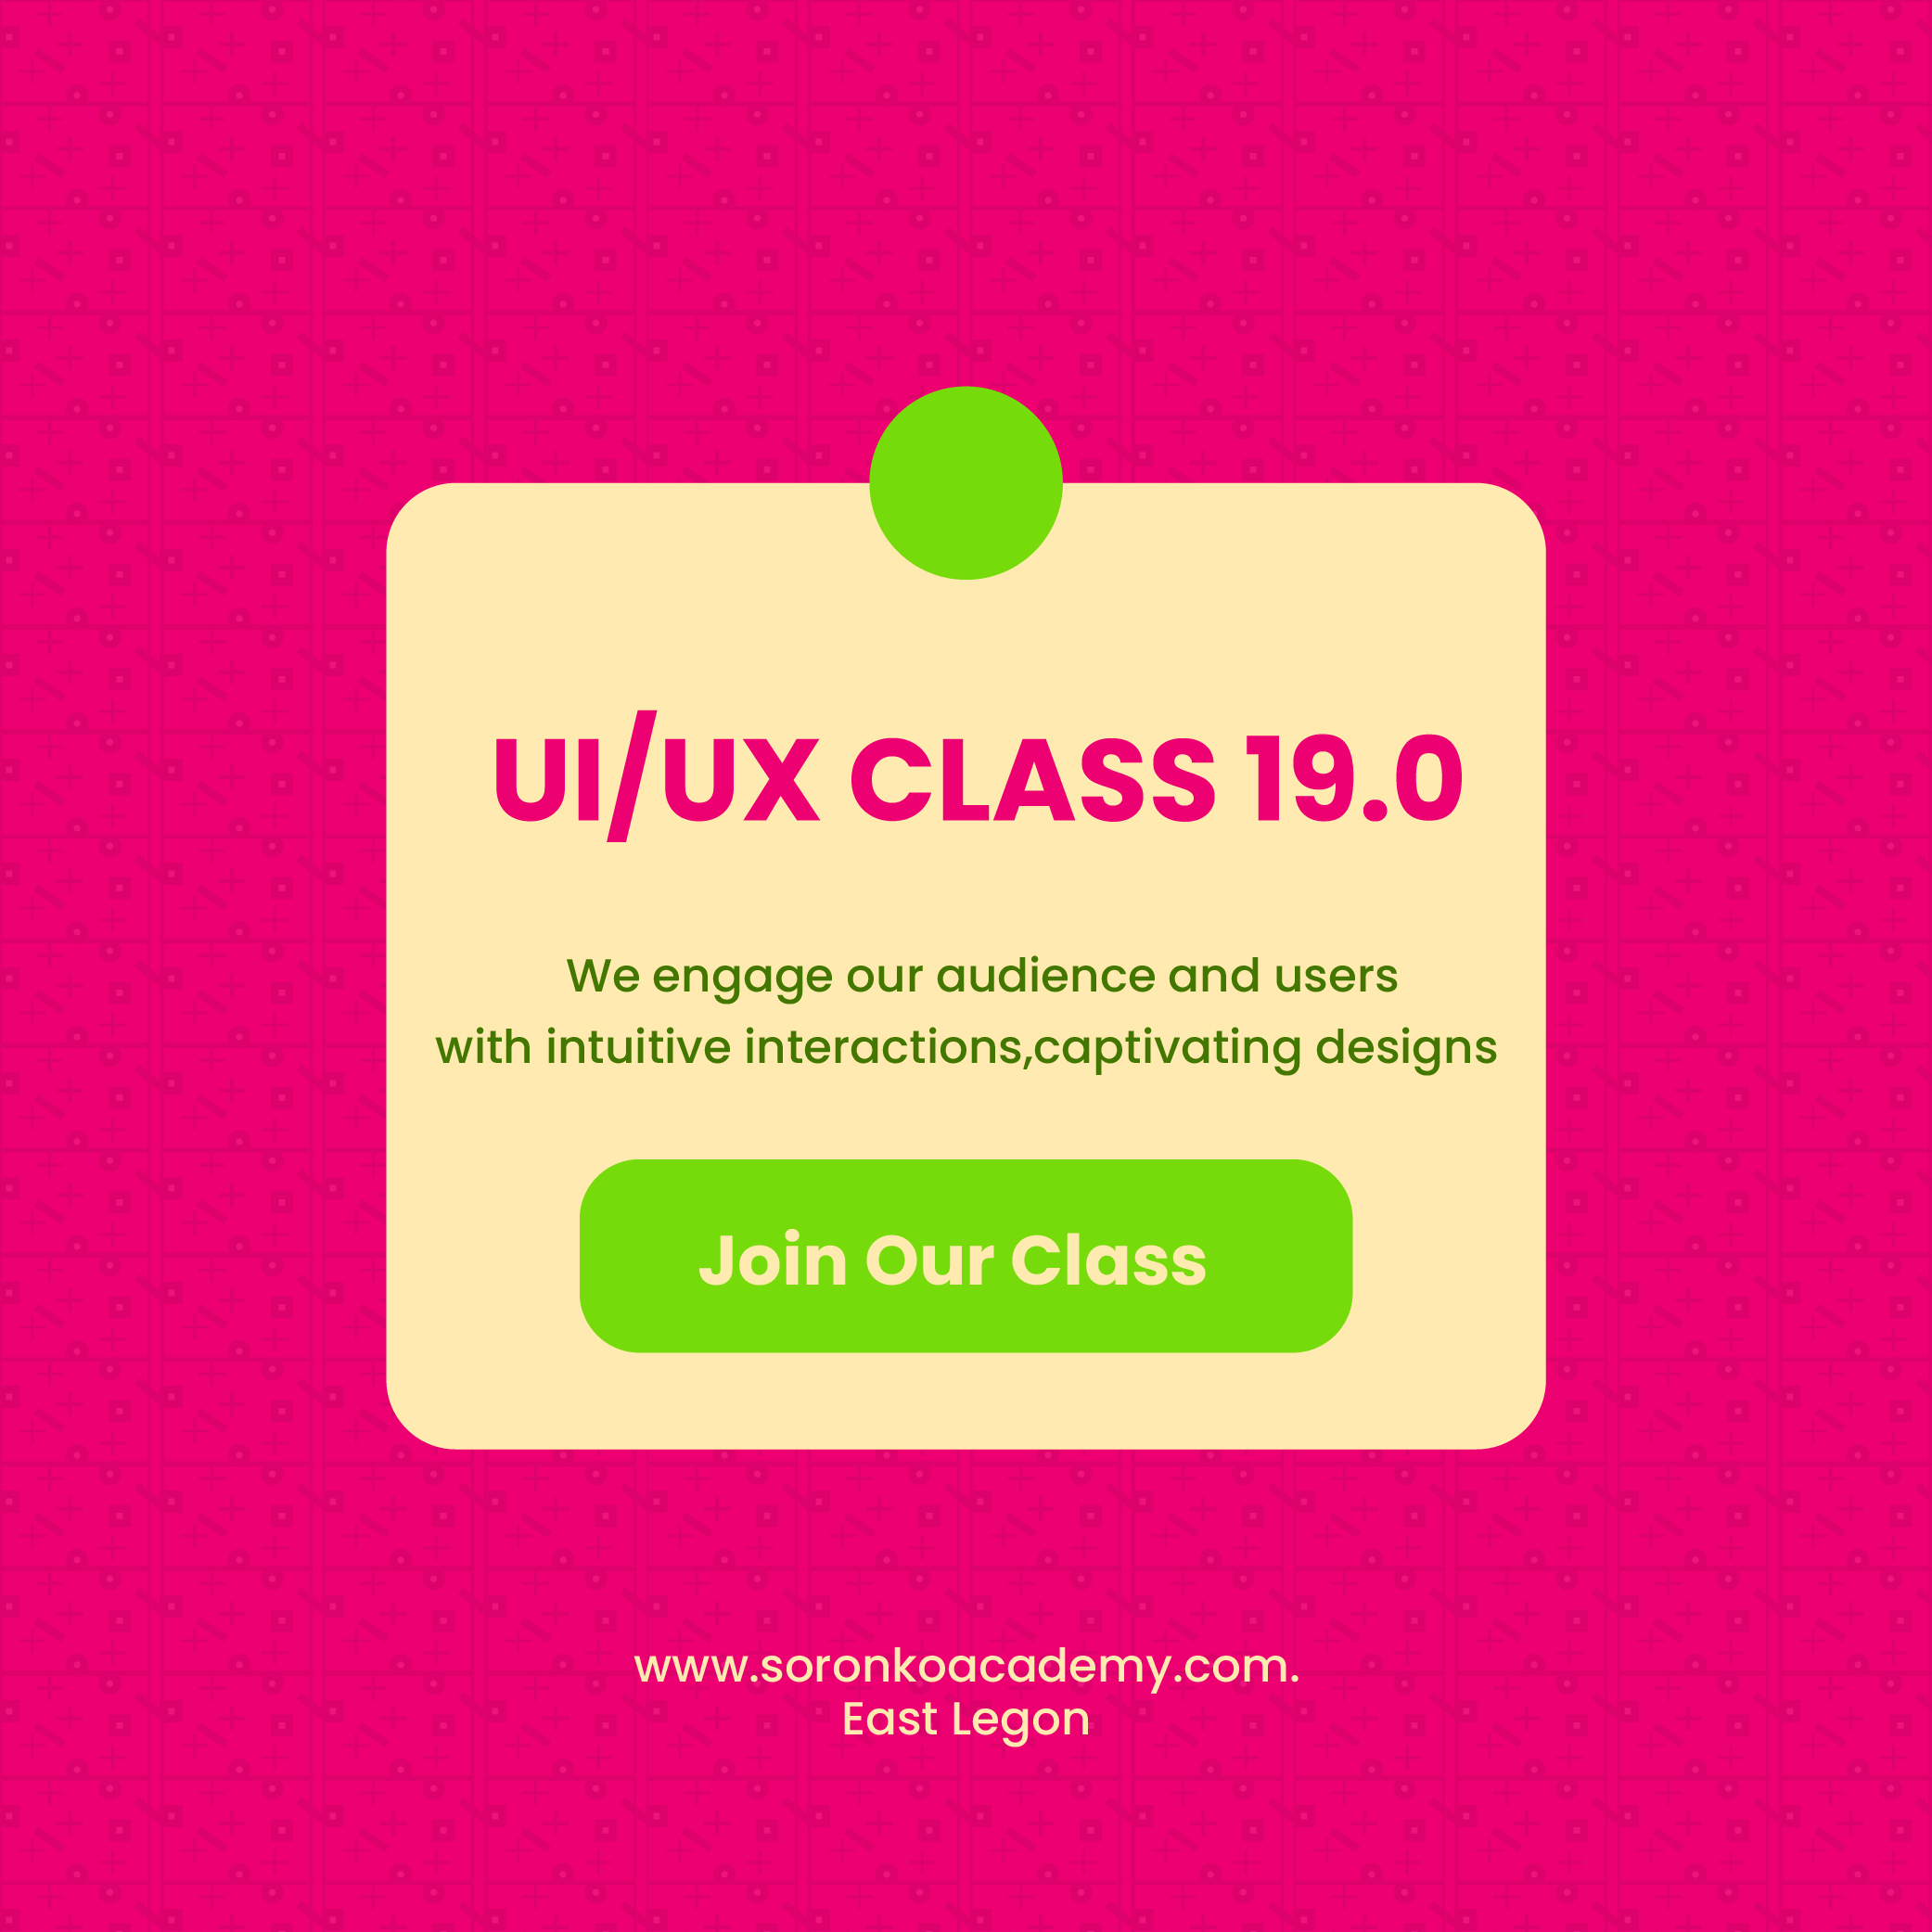 UI/UX CLASS 19.0
We engage our audience and users
with intuitive interactions,captivating designs
Join Our Class
www.soronkoacademy.com.
East Legon